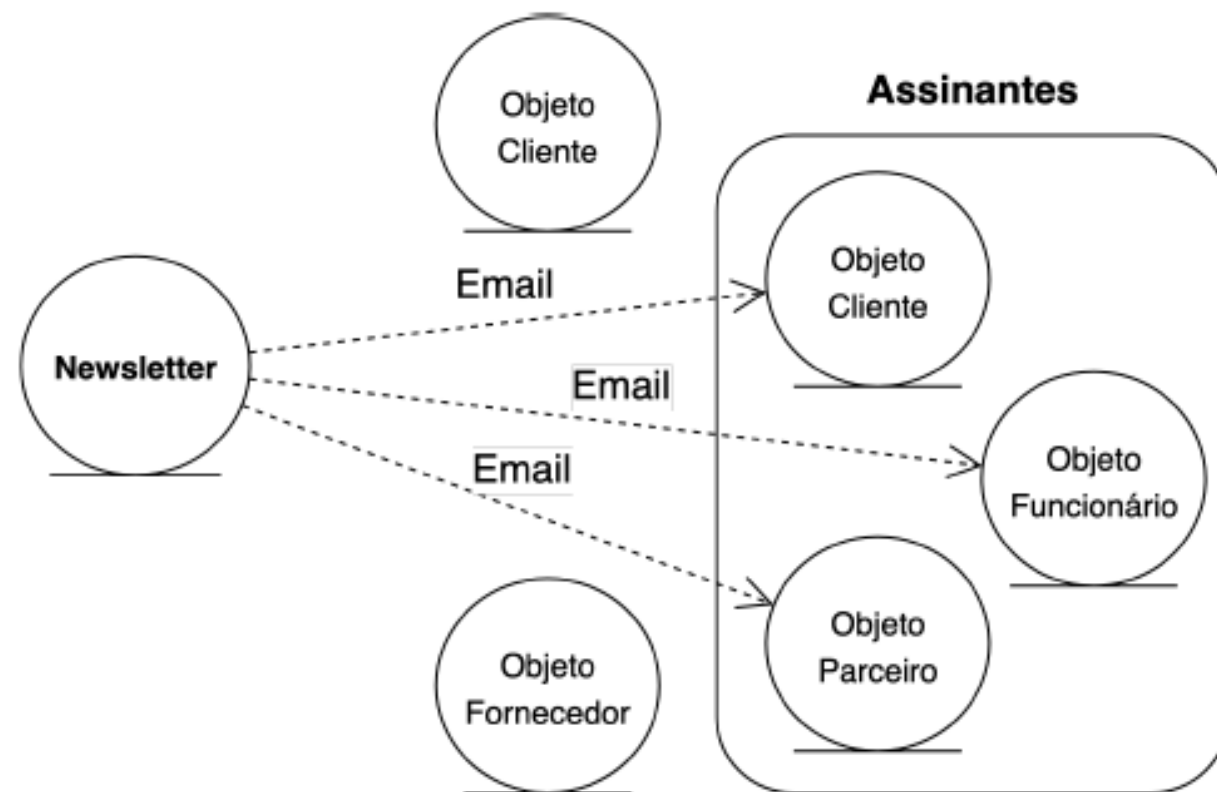 Objeto
Cliente
Assinantes
Objeto
Cliente
Email
Newsletter
Email
Objeto
Funcionário
Email
Objeto
Parceiro
Objeto
Fornecedor